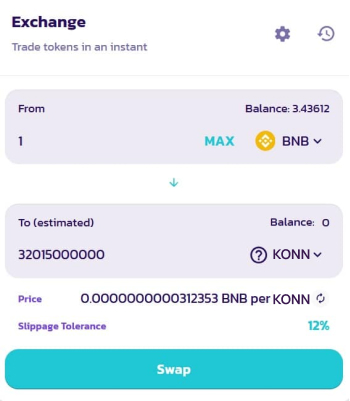 Exchange
Trade tokens in an instant
From Balance: 3.43612
1 MAX BNB
To (estimated) Balance: 0
32015000000 ? KONN
Price 0.0000000000312353 BNB per KONN
Slippage Tolerance 12%
Swap